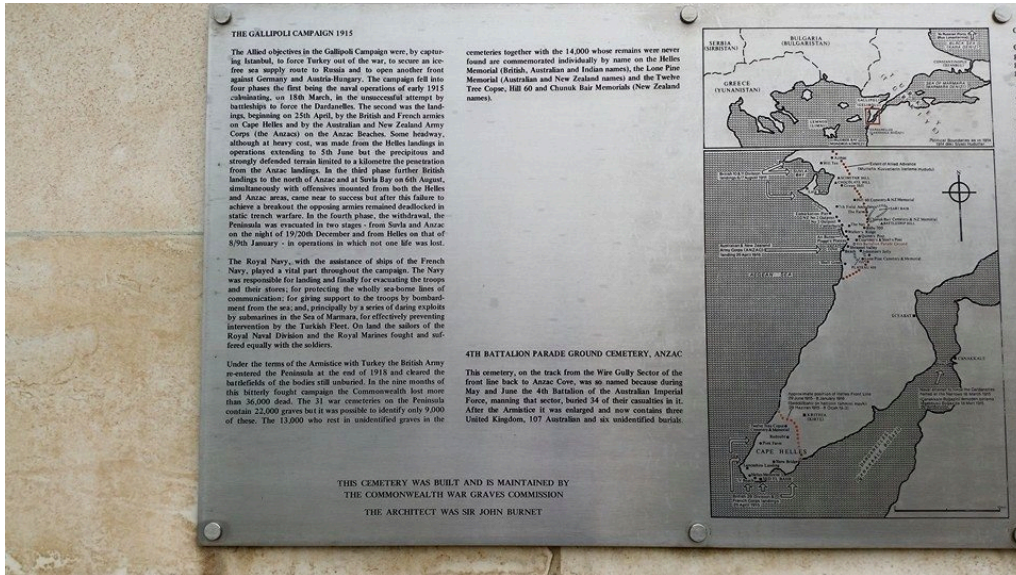 THE GALLIPOLI CAMPAIGN 1915
The Allied objectives in the Gallipoli Campaign were, by captur-
ing Istanbul, to force Turkey out of the war, to secure an ice-
free sea supply route to Russia and to open another front
against Germany and Austria-Hungary. The campaign fell into
four phases the first being the naval operations of early 1915
culminating, on 18th March, in the unsuccessful attempt by
battleships to force the Dardanelles. The second was the land-
ings, beginning on 25th April, by the British and French armies
on Cape Helles and by the Australian and New Zealand Army
Corps (the Anzacs) on the Anzac Beaches. Some headway,
although at heavy cost, was made from the Helles landings in
operations extending to 5th June but the precipitous and
strongly defended terrain limited to a kilometre the penetration
from the Anzac landings. In the third phase further British
landings to the north of Anzac and at Suvla Bay on 6th August,
simultaneously with offensives mounted from both the Helles
and Anzac areas, came near to success but after this failure to
achieve a breakout the opposing armies remained deadlocked in
static trench warfare. In the fourth phase, the withdrawal, the
Peninsula was evacuated in two stages - from Suvla and Anzac
on the night of 19/20th December and from Helles on that of
8/9th January - in operations in which not one life was lost.
The Royal Navy, with the assistance of ships of the French
Navy, played a vital part throughout the campaign. The Navy
was responsible for landing and finally for evacuating the troops
and their stores; for protecting the wholly sea-borne lines of
communication; for giving support to the troops by bombard-
ment from the sea; and, principally by a series of daring exploits
by submarines in the Sea of Marmara, for effectively preventing
intervention by the Turkish Fleet. On land the sailors of the
Royal Naval Division and the Royal Marines fought and suf-
fered equally with the soldiers.
Under the terms of the Armistice with Turkey the British Army
re-entered the Peninsula at the end of 1918 and cleared the
battlefields of the bodies still unburied. In the nine months of
this bitterly fought campaign the Commonwealth lost more
than 36,000 dead. The 31 war cemeteries on the Peninsula
contain 22,000 graves but it was possible to identify only 9,000
of these. The 13,000 who rest in unidentified graves in the
cemeteries together with the 14,000 whose remains were never
found are commemorated individually by name on the Helles
Memorial (British, Australian and Indian names), the Lone Pine
Memorial (Australian and New Zealand names) and the Twelve
Tree Copse, Hill 60 and Chunuk Bair Memorials (New Zealand
names).
4TH BATTALION PARADE GROUND CEMETERY, ANZAC
This cemetery, on the track from the Wire Gully Sector of the
front line back to Anzac Cove, was so named because during
May and June the 4th Battalion of the Australian Imperial
Force, manning that sector, buried 34 of their casualties in it.
After the Armistice it was enlarged and now contains three
United Kingdom, 107 Australian and six unidentified burials.
THIS CEMETERY WAS BUILT AND IS MAINTAINED BY
THE COMMONWEALTH WAR GRAVES COMMISSION
THE ARCHITECT WAS SIR JOHN BURNET
SERBIA
(SIRBISTAN)
BULGARIA
(BULGARISTAN)
GREECE
(YUNANISTAN)
SEA OF MARMARA
GALLIPOLI
AEGEAN SEA
CAPE HELLES